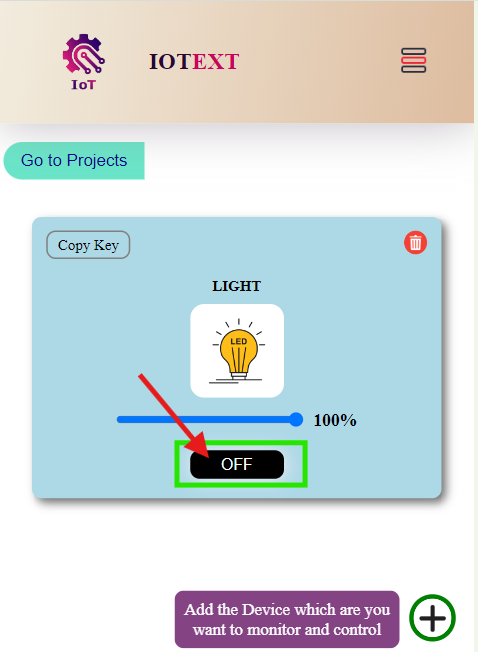 IoT
IOTEXT
Go to Projects
Copy Key
LIGHT
LED
100%
OFF
Add the Device which are you
want to monitor and control